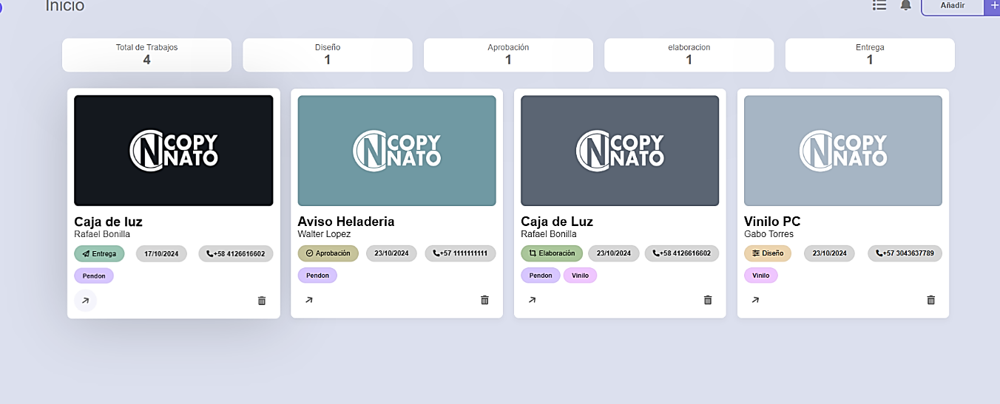 Inicio
Añadir +
Total de Trabajos
4
Diseño
1
Aprobación
1
elaboracion
1
Entrega
1
COPY
NATO
Caja de luz
Rafael Bonilla
Entrega 17/10/2024 +58 4126616602
Pendon
COPY
NATO
Aviso Heladeria
Walter Lopez
Aprobación 23/10/2024 +57 1111111111
Pendon
COPY
NATO
Caja de Luz
Rafael Bonilla
Elaboración 23/10/2024 +58 4126616602
Pendon Vinilo
COPY
NATO
Vinilo PC
Gabo Torres
Diseño 23/10/2024 +57 3043637789
Vinilo